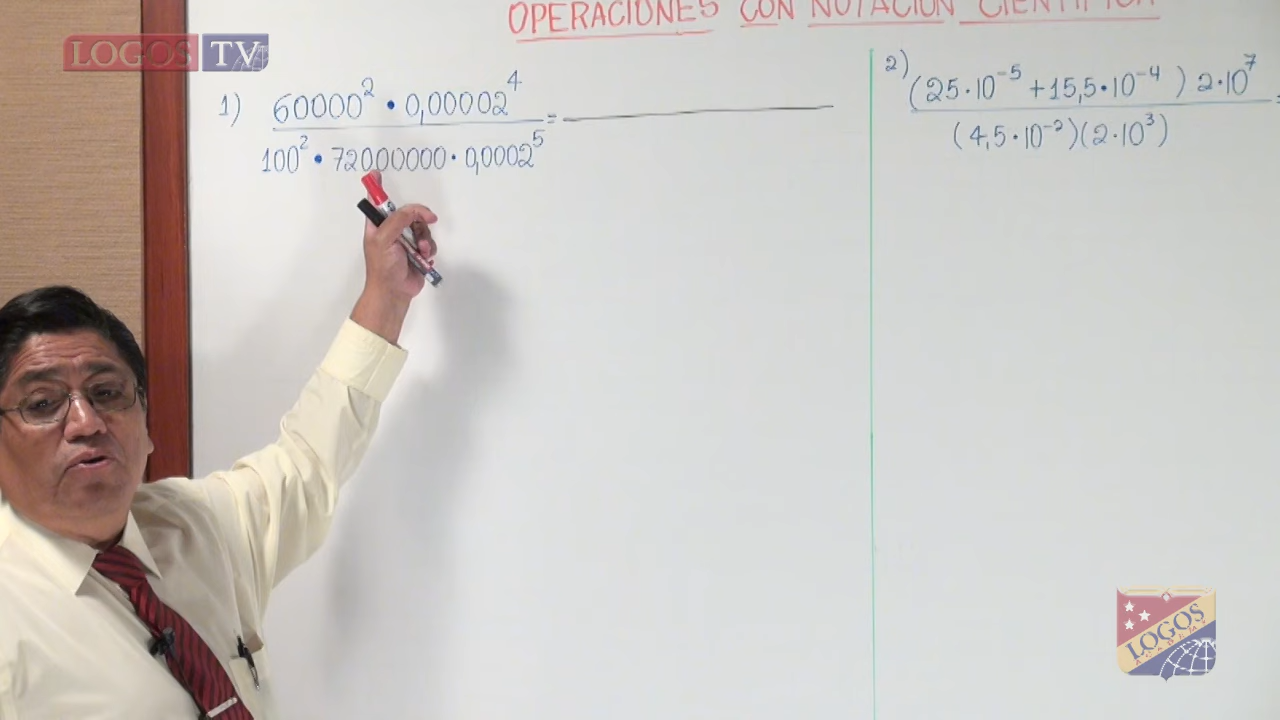 OPERACIONES CON NOTACIÓN CIENTÍFICA
LOGOS TV
1) 60000² • 0,00002⁴ =
100² • 72000000 • 0,0002⁵
2) (25•10⁻⁵ + 15,5•10⁻⁴) 2•10⁷ =
(4,5•10⁻²)(2•10³)
LOGOS
ACADEMY